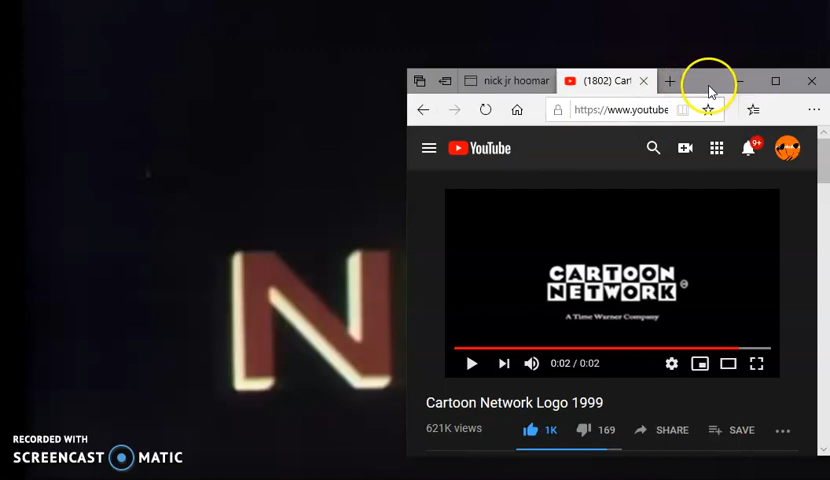 nick jr hoomar
(1802) Cart
https://www.youtube
YouTube
9+
CARTOON
NETWORK
A Time Warner Company
N
0:02 / 0:02
Cartoon Network Logo 1999
621K views
1K
169
SHARE
SAVE
RECORDED WITH
SCREENCAST MATIC